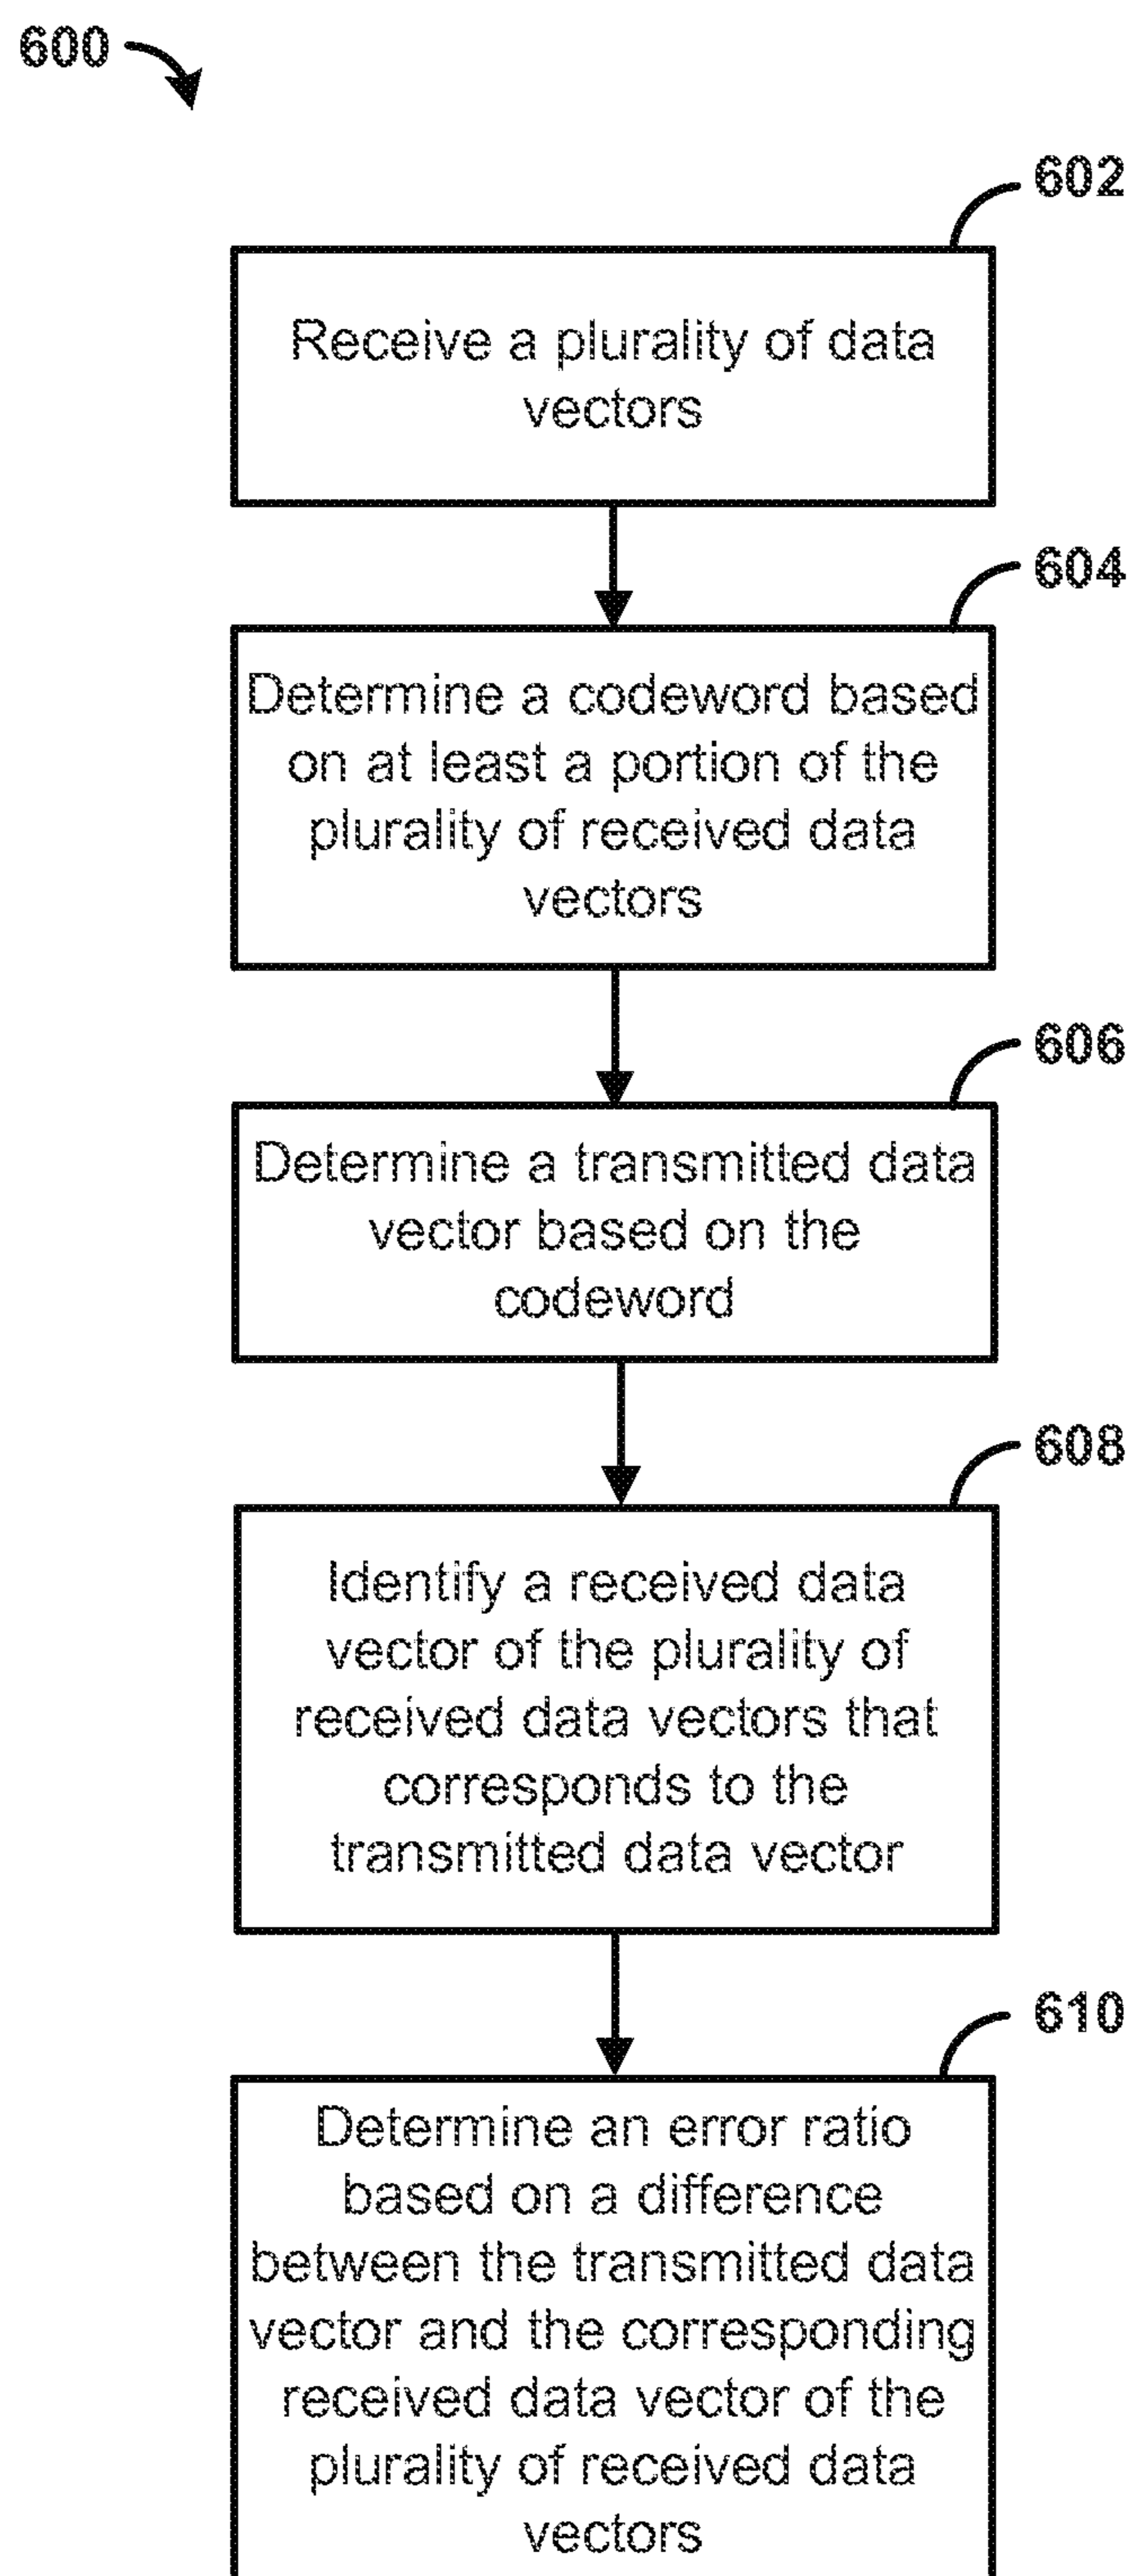 600
602
Receive a plurality of data
vectors
604
Determine a codeword based
on at least a portion of the
plurality of received data
vectors
606
Determine a transmitted data
vector based on the
codeword
608
Identify a received data
vector of the plurality of
received data vectors that
corresponds to the
transmitted data vector
610
Determine an error ratio
based on a difference
between the transmitted data
vector and the corresponding
received data vector of the
plurality of received data
vectors